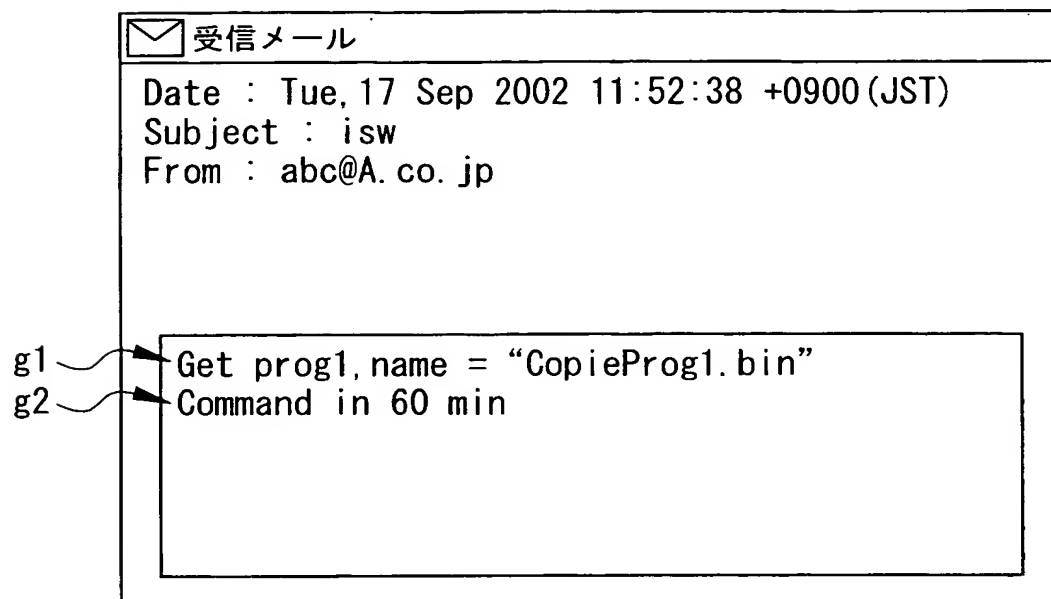 受信メール
Date : Tue, 17 Sep 2002 11:52:38 +0900 (JST)
Subject : isw
From : abc@A.co.jp
g1 Get prog1, name = “CopieProg1.bin”
g2 Command in 60 min